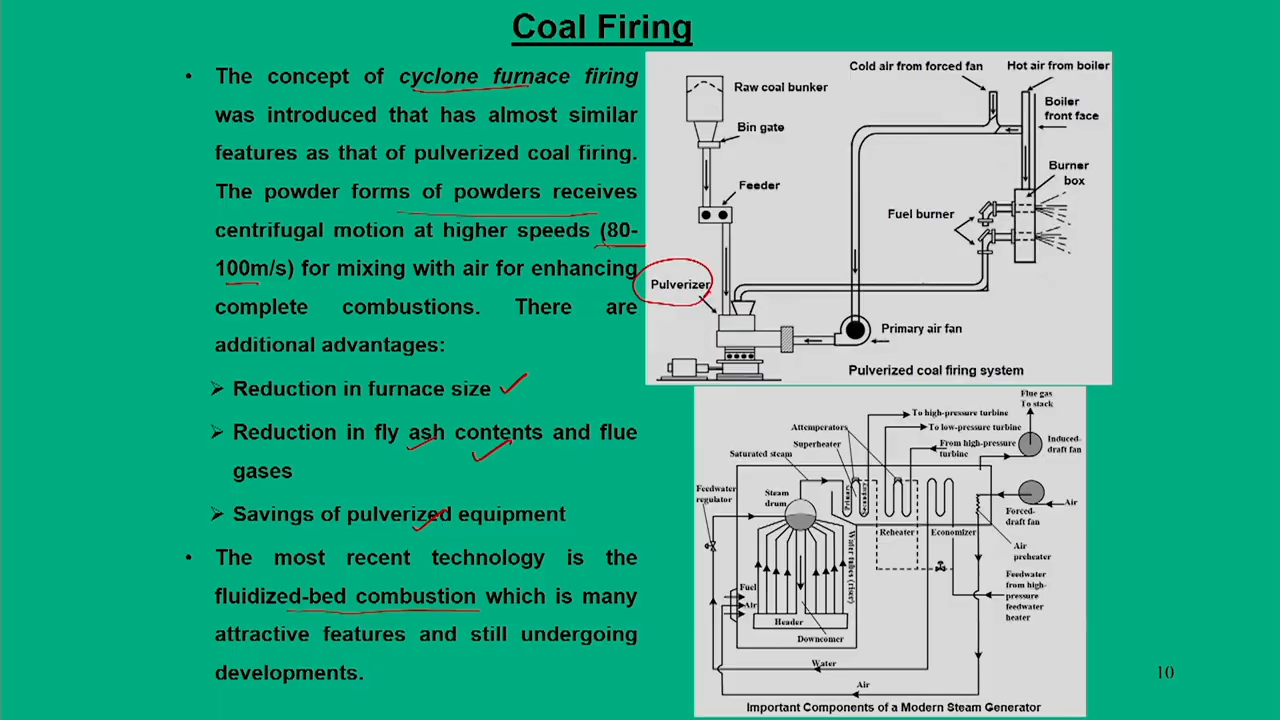 Coal Firing
• The concept of cyclone furnace firing
was introduced that has almost similar
features as that of pulverized coal firing.
The powder forms of powders receives
centrifugal motion at higher speeds (80-
100m/s) for mixing with air for enhancing
complete combustions. There are
additional advantages:
➢ Reduction in furnace size
➢ Reduction in fly ash contents and flue
gases
➢ Savings of pulverized equipment
• The most recent technology is the
fluidized-bed combustion which is many
attractive features and still undergoing
developments.
Cold air from forced fan
Hot air from boiler
Raw coal bunker
Boiler
front face
Bin gate
Burner
box
Feeder
Fuel burner
Pulverizer
Primary air fan
Pulverized coal firing system
Flue gas
To stack
To high-pressure turbine
Attemperators
To low-pressure turbine
Superheater
From high-pressure
turbine
Induced-
draft fan
Saturated steam
Feedwater
regulator
Steam
drum
Primary
Secondary
Air
Forced-
draft fan
Reheater
Economizer
Air
preheater
Water tubes (riser)
Feedwater
from high-
pressure
feedwater
heater
Fuel
Air
Header
Downcomer
Water
Air
Important Components of a Modern Steam Generator
10